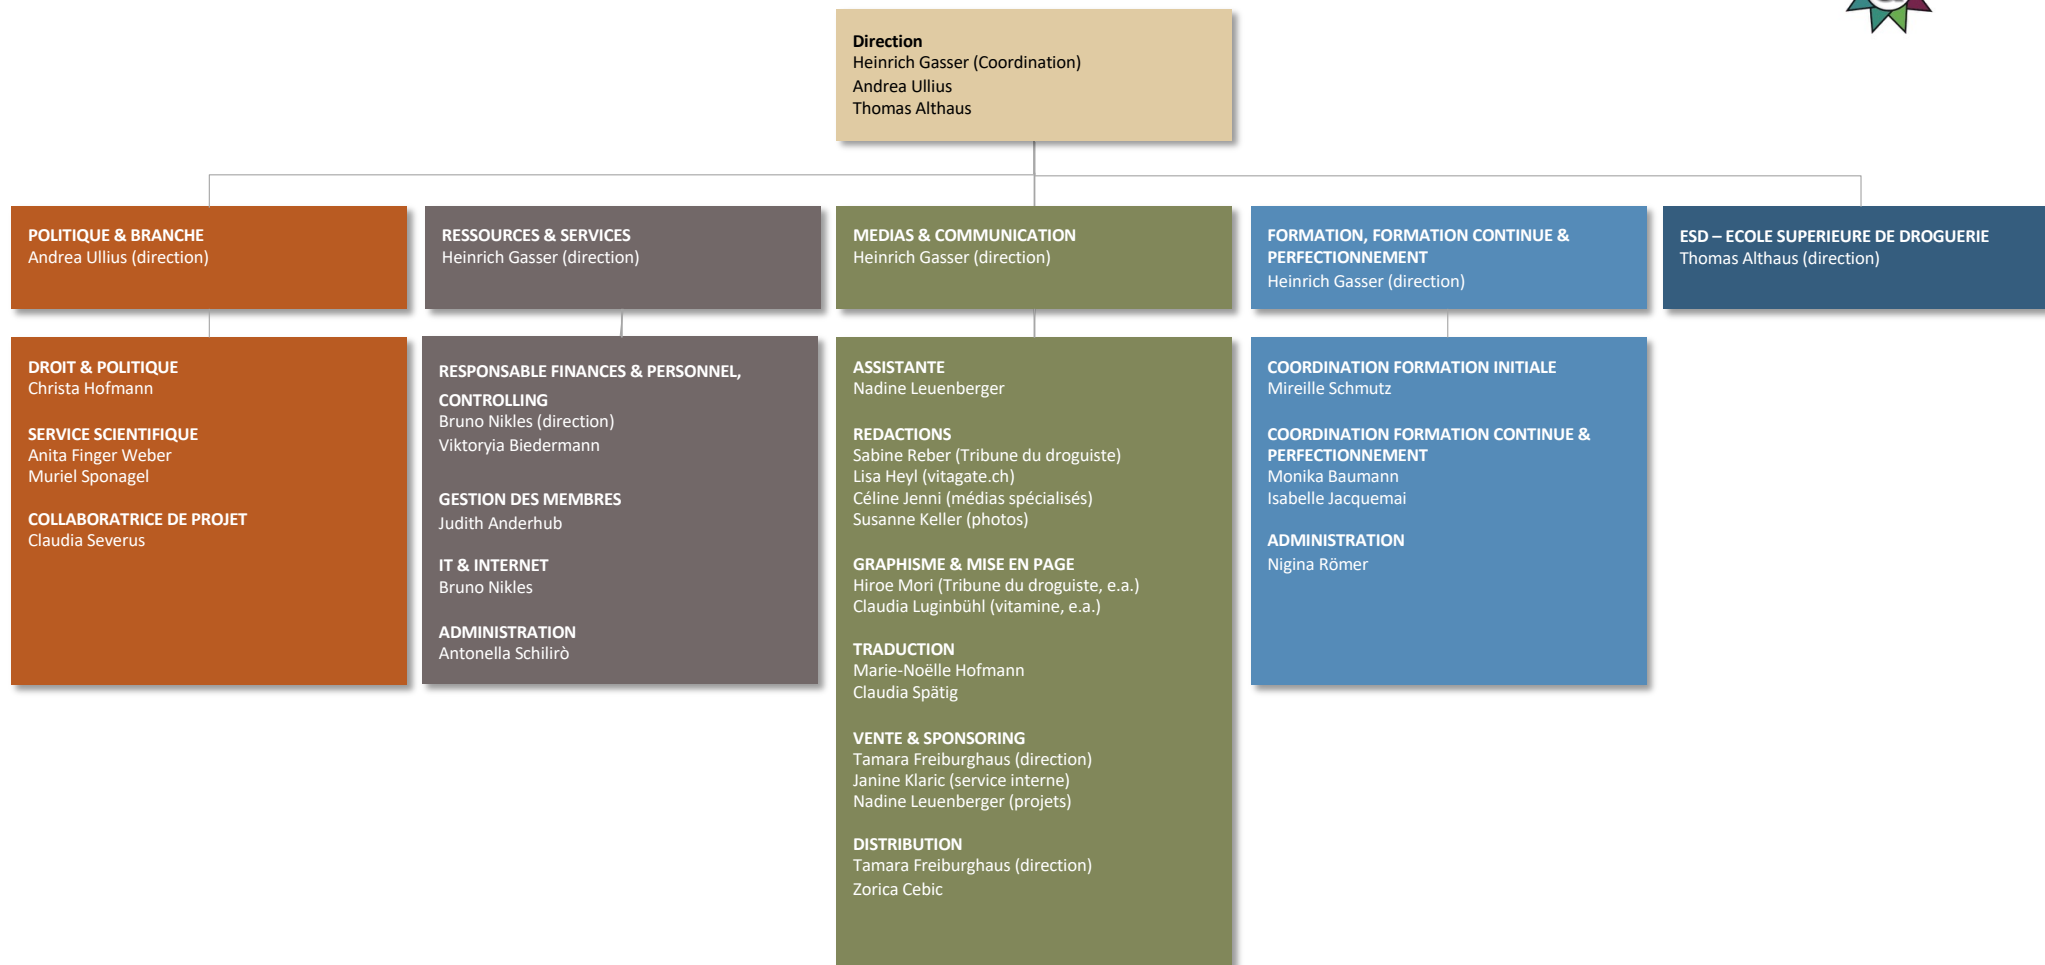 Direction
Heinrich Gasser (Coordination)
Andrea Ullius
Thomas Althaus
POLITIQUE & BRANCHE
Andrea Ullius (direction)
RESSOURCES & SERVICES
Heinrich Gasser (direction)
MEDIAS & COMMUNICATION
Heinrich Gasser (direction)
FORMATION, FORMATION CONTINUE &
PERFECTIONNEMENT
Heinrich Gasser (direction)
ESD – ECOLE SUPERIEURE DE DROGUERIE
Thomas Althaus (direction)
DROIT & POLITIQUE
Christa Hofmann
SERVICE SCIENTIFIQUE
Anita Finger Weber
Muriel Sponagel
COLLABORATRICE DE PROJET
Claudia Severus
RESPONSABLE FINANCES & PERSONNEL,
CONTROLLING
Bruno Nikles (direction)
Viktoryia Biedermann
GESTION DES MEMBRES
Judith Anderhub
IT & INTERNET
Bruno Nikles
ADMINISTRATION
Antonella Schilirò
ASSISTANTE
Nadine Leuenberger
REDACTIONS
Sabine Reber (Tribune du droguiste)
Lisa Heyl (vitagate.ch)
Céline Jenni (médias spécialisés)
Susanne Keller (photos)
GRAPHISME & MISE EN PAGE
Hiroe Mori (Tribune du droguiste, e.a.)
Claudia Luginbühl (vitamine, e.a.)
TRADUCTION
Marie-Noëlle Hofmann
Claudia Spätig
VENTE & SPONSORING
Tamara Freiburghaus (direction)
Janine Klaric (service interne)
Nadine Leuenberger (projets)
DISTRIBUTION
Tamara Freiburghaus (direction)
Zorica Cebic
COORDINATION FORMATION INITIALE
Mireille Schmutz
COORDINATION FORMATION CONTINUE &
PERFECTIONNEMENT
Monika Baumann
Isabelle Jacquemai
ADMINISTRATION
Nigina Römer